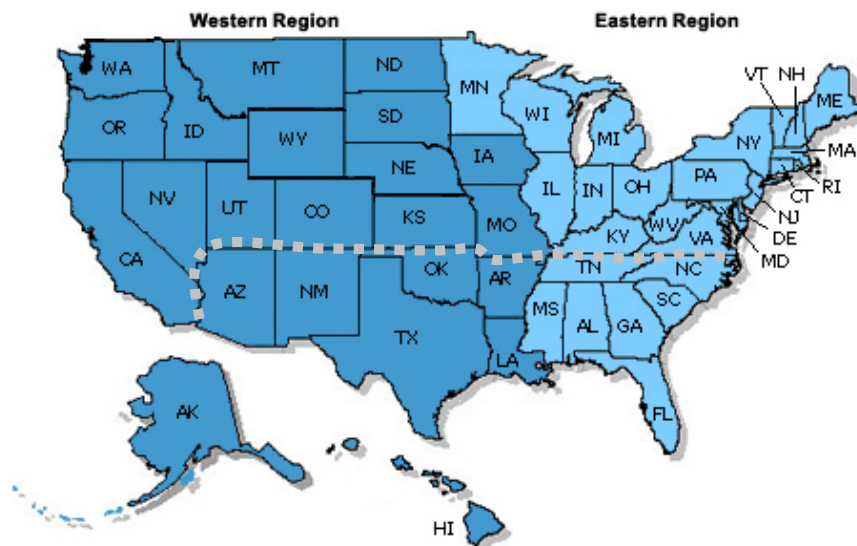 Western Region Eastern Region
WA MT ND MN VT NH ME
OR ID WY SD WI MI NY MA
NV UT CO NE IA IL IN OH PA RI
CA KS MO KY WV VA NJ CT
DE
MD
AZ NM OK AR TN NC
TX LA MS AL GA SC
FL
AK
HI